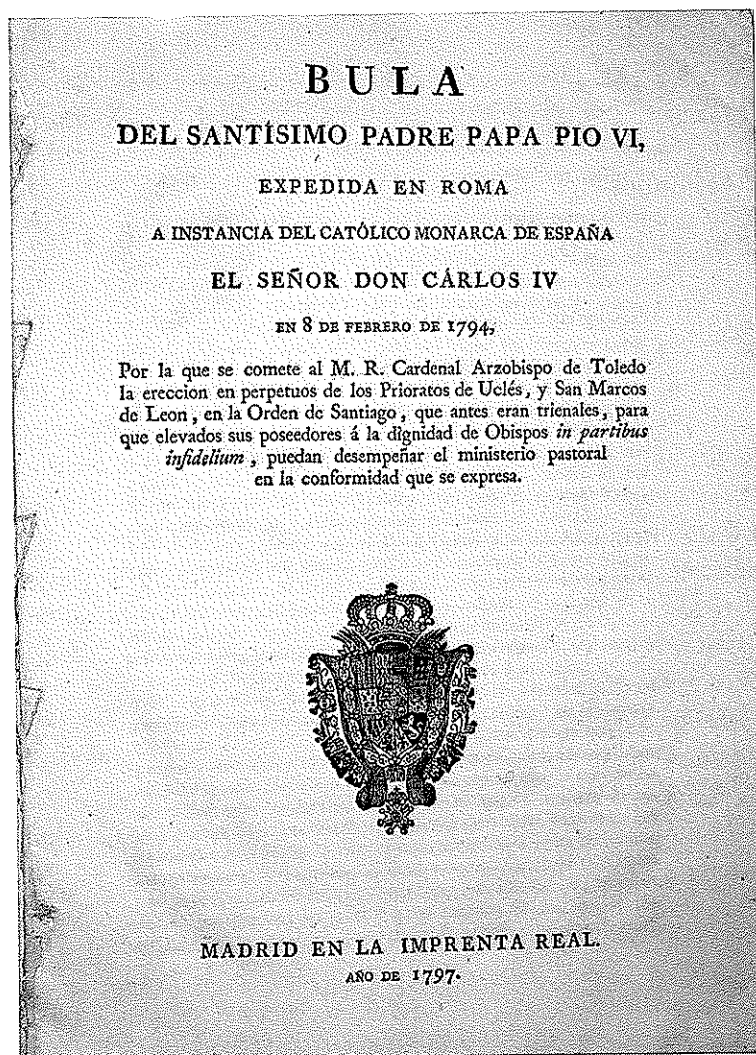 BULA
DEL SANTÍSIMO PADRE PAPA PIO VI,
EXPEDIDA EN ROMA
A INSTANCIA DEL CATÓLICO MONARCA DE ESPAÑA
EL SEÑOR DON CÁRLOS IV
EN 8 DE FEBRERO DE 1794,
Por la que se comete al M. R. Cardenal Arzobispo de Toledo
la ereccion en perpetuos de los Prioratos de Uclés, y San Marcos
de Leon, en la Orden de Santiago, que antes eran trienales, para
que elevados sus poseedores á la dignidad de Obispos in partibus
infidelium, puedan desempeñar el ministerio pastoral
en la conformidad que se expresa.
MADRID EN LA IMPRENTA REAL.
AÑO DE 1797.